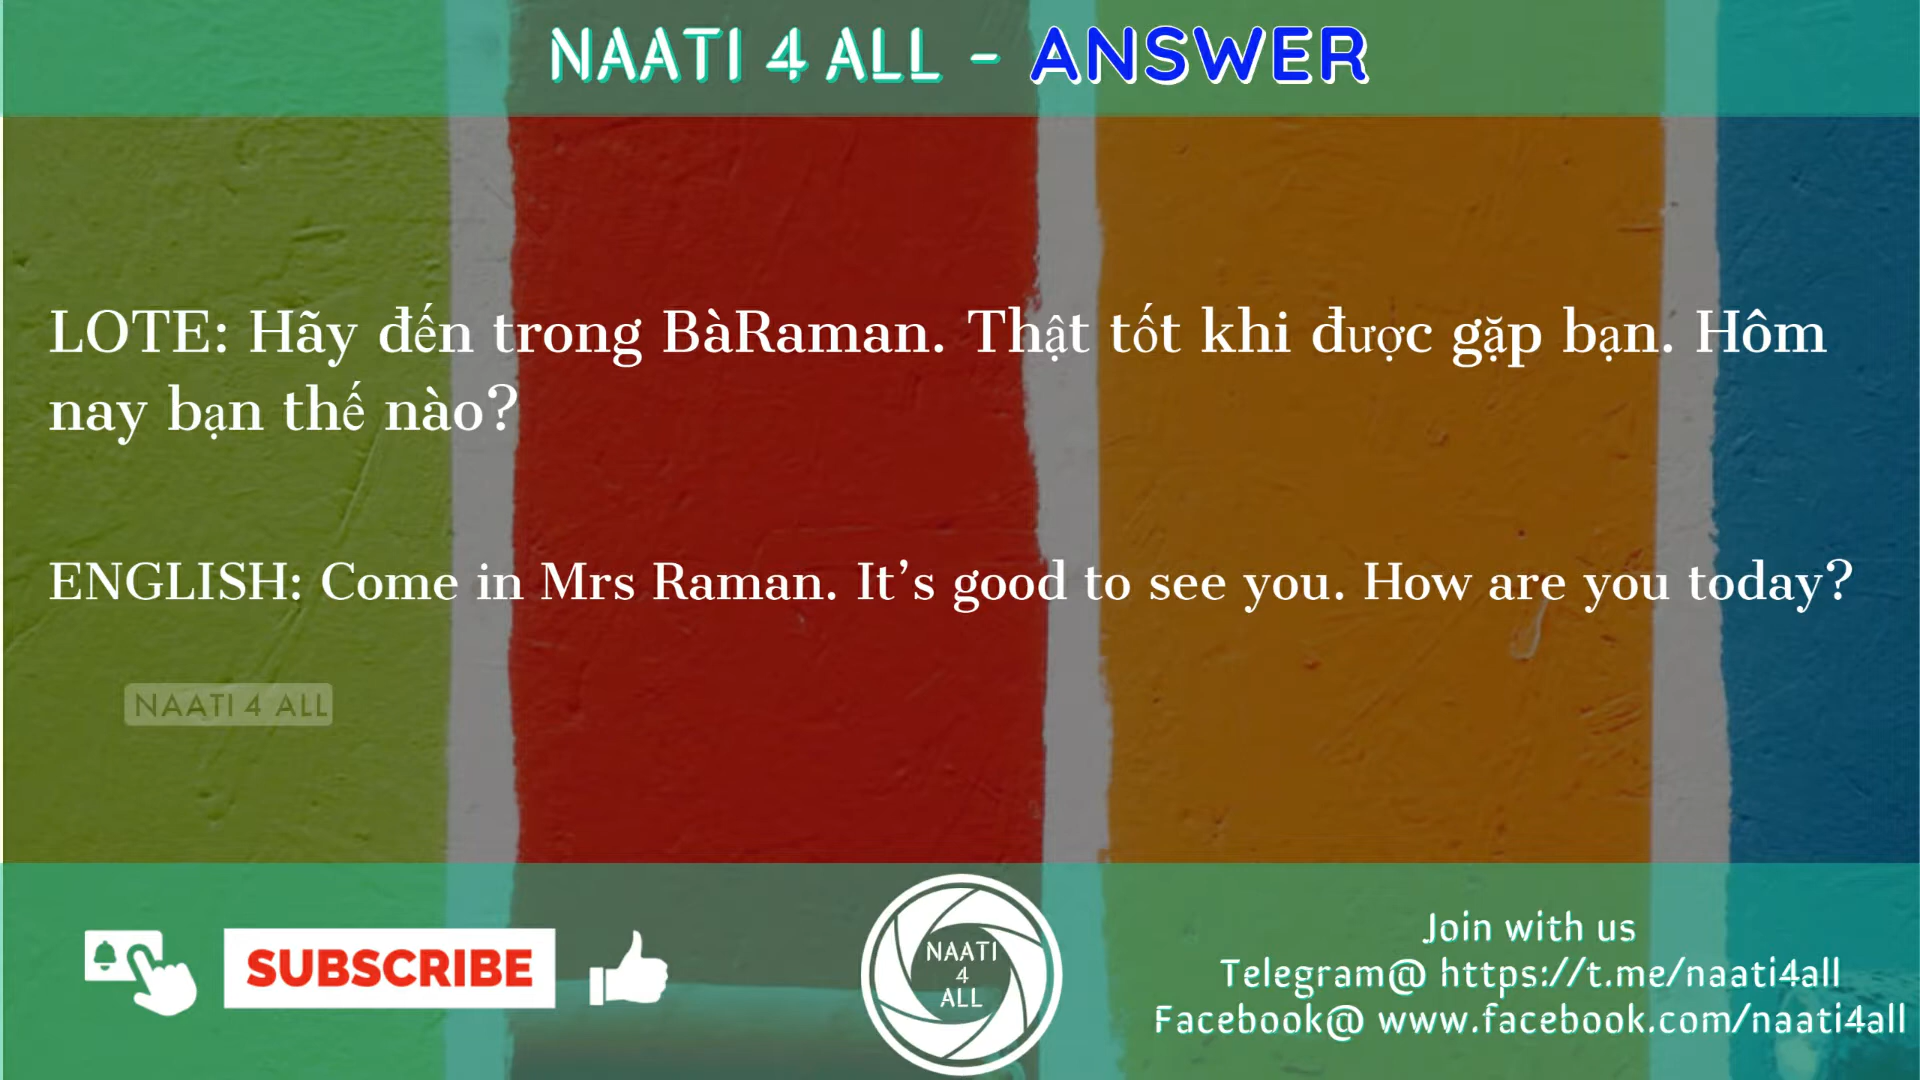 NAATI 4 ALL - ANSWER
LOTE: Hãy đến trong BàRaman. Thật tốt khi được gặp bạn. Hôm
nay bạn thế nào?
ENGLISH: Come in Mrs Raman. It’s good to see you. How are you today?
NAATI 4 ALL
SUBSCRIBE
NAATI
4
ALL
Join with us
Telegram@ https://t.me/naati4all
Facebook@ www.facebook.com/naati4all